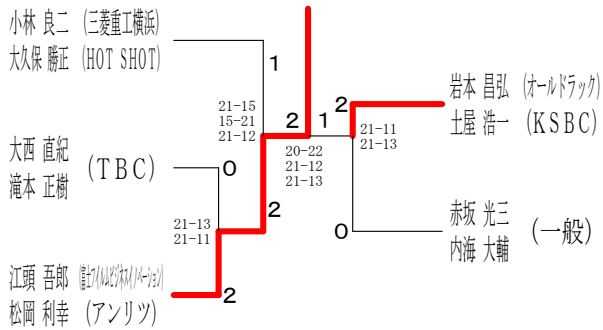 小林 良二 (三菱重工横浜)
大久保 勝正 (HOT SHOT)
1
21-15
15-21
21-12
2
1
20-22
21-12
21-13
2
21-11
21-13
岩本 昌弘 (オールドラック)
土屋 浩一 (KSBC)
大西 直紀
滝本 正樹
(TBC)
0
21-13
21-11
2
0
赤坂 光三
内海 大輔
(一般)
江頭 吾郎 (富士フイルムビジネスイノベーション)
松岡 利幸 (アンリツ)
2